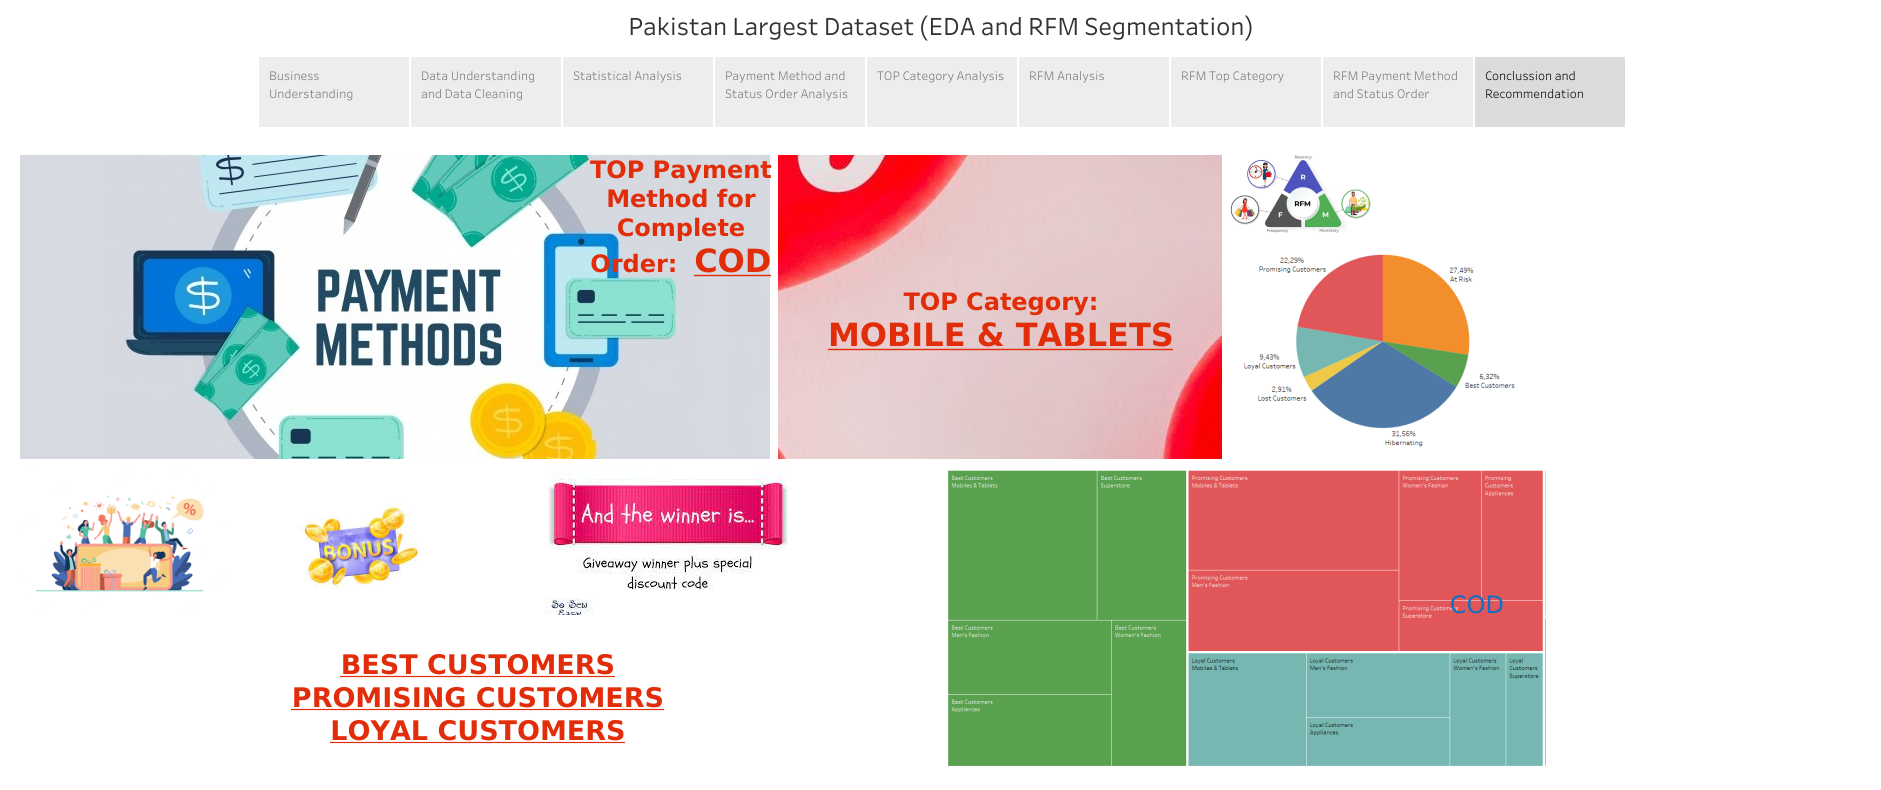 Pakistan Largest Dataset (EDA and RFM Segmentation)
Business
Understanding
Data Understanding
and Data Cleaning
Statistical Analysis
Payment Method and
Status Order Analysis
TOP Category Analysis
RFM Analysis
RFM Top Category
RFM Payment Method
and Status Order
Conclussion and
Recommendation
PAYMENT
METHODS
TOP Payment
Method for
Complete
Order: COD
TOP Category:
MOBILE & TABLETS
Recency
R
RFM
F
M
Frequency
Monetary
22,29%
Promising Customers
27,49%
At Risk
9,43%
Loyal Customers
6,32%
Best Customers
2,91%
Lost Customers
31,56%
Hibernating
%
BONUS
And the winner is...
Giveaway winner plus special
discount code
So Sew
Easy
BEST CUSTOMERS
PROMISING CUSTOMERS
LOYAL CUSTOMERS
Best Customers
Mobiles & Tablets
Best Customers
Superstore
Best Customers
Men's Fashion
Best Customers
Women's Fashion
Best Customers
Appliances
Promising Customers
Mobiles & Tablets
Promising Customers
Women's Fashion
Promising
Customers
Appliances
Promising Customers
Men's Fashion
Promising Customers
Superstore
COD
Loyal Customers
Mobiles & Tablets
Loyal Customers
Men's Fashion
Loyal Customers
Women's Fashion
Loyal
Customers
Superstore
Loyal Customers
Appliances